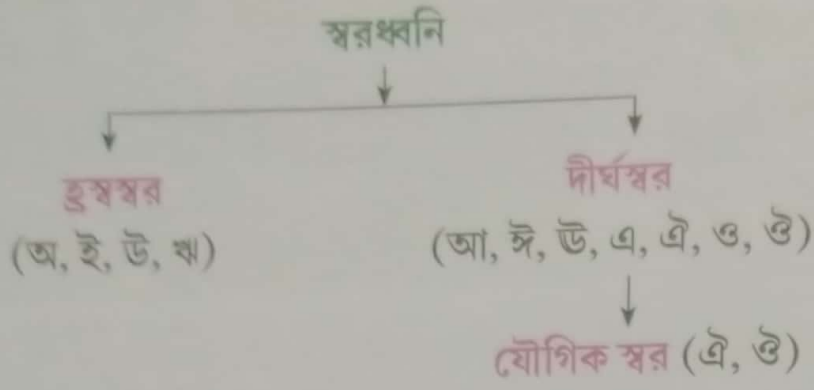 স্বরধ্বনি
হ্রস্বস্বর
দীর্ঘস্বর
(অ, ই, উ, ঋ)
(আ, ঈ, ঊ, এ, ঐ, ও, ঔ)
যৌগিক স্বর (ঐ, ঔ)